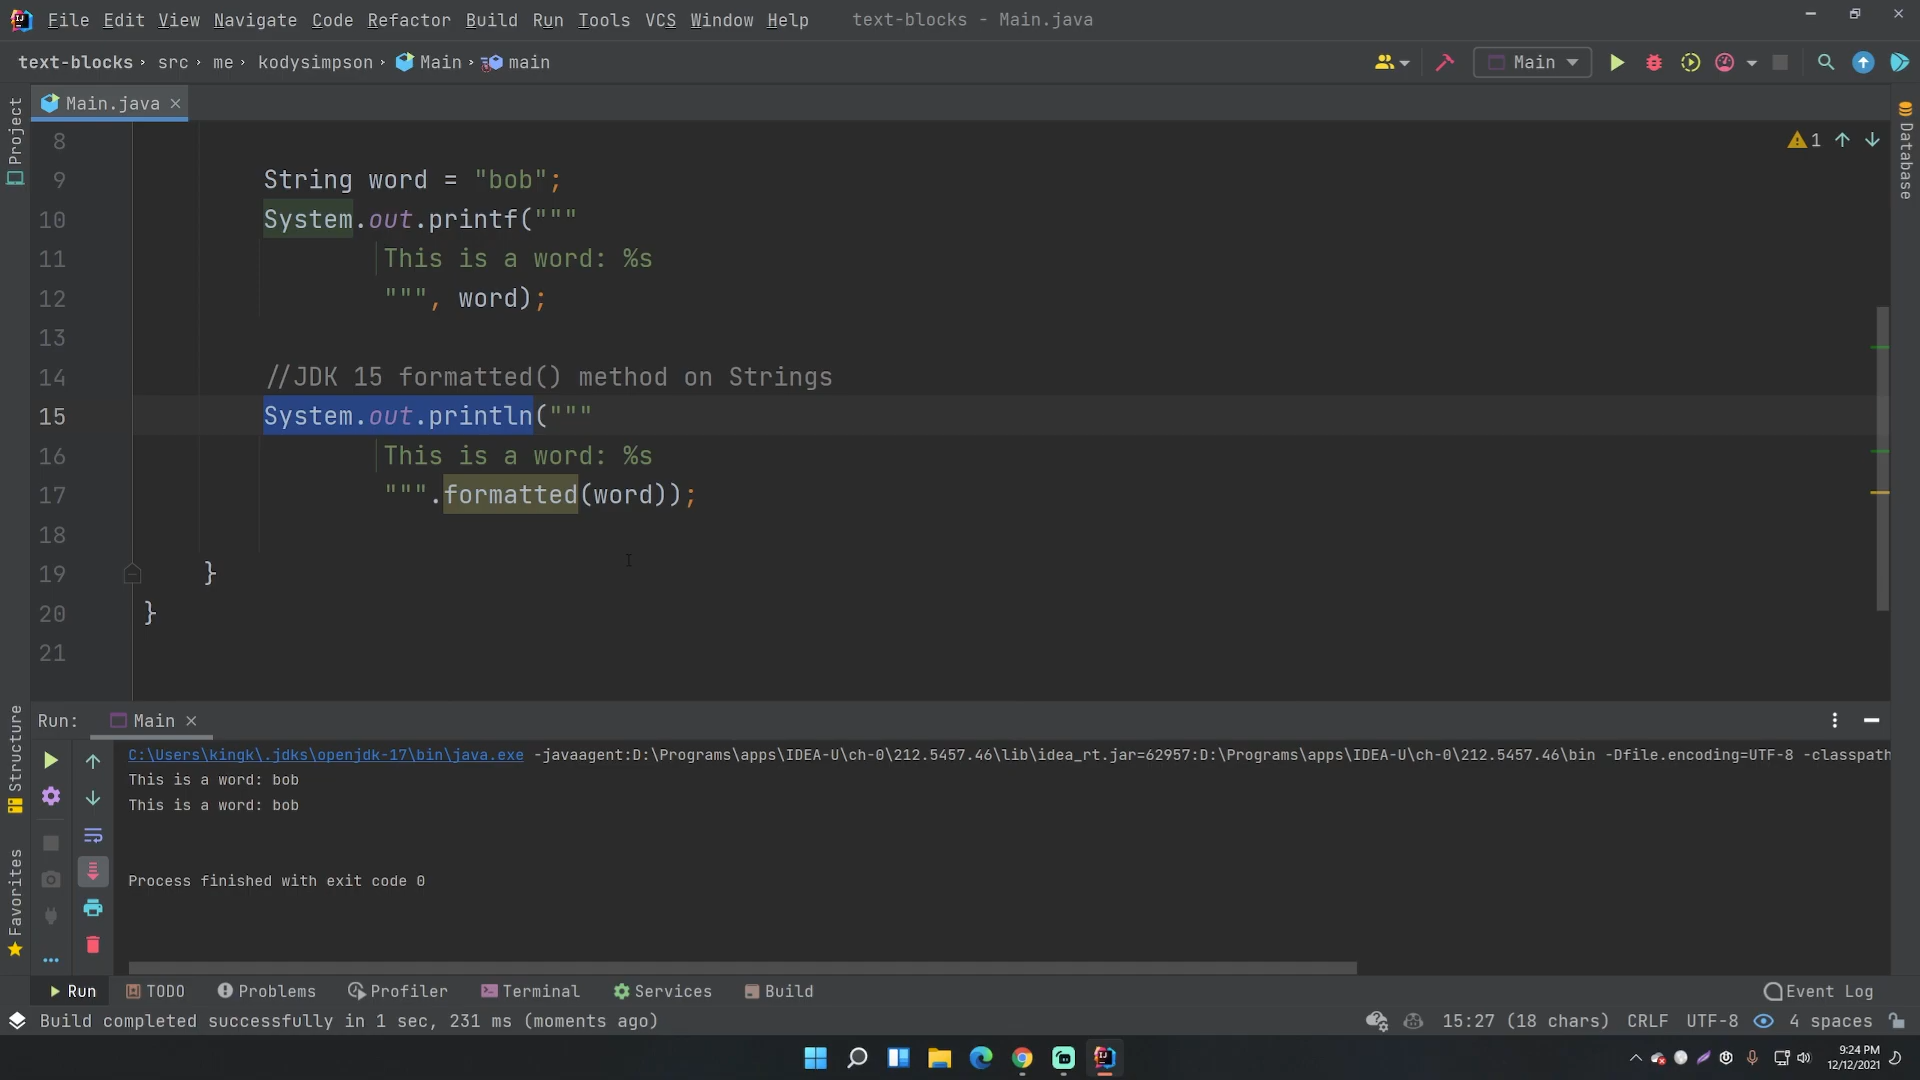 File Edit View Navigate Code Refactor Build Run Tools VCS Window Help text-blocks - Main.java
text-blocks › src › me › kodysimpson › Main › main
Main
Main.java
Project
Database
1
8
9 String word = "bob";
10 System.out.printf("""
11 This is a word: %s
12 """, word);
13
14 //JDK 15 formatted() method on Strings
15 System.out.println("""
16 This is a word: %s
17 """.formatted(word));
18
19 }
20 }
21
Structure
Favorites
Run: Main
C:\Users\kingk\.jdks\openjdk-17\bin\java.exe -javaagent:D:\Programs\apps\IDEA-U\ch-0\212.5457.46\lib\idea_rt.jar=62957:D:\Programs\apps\IDEA-U\ch-0\212.5457.46\bin -Dfile.encoding=UTF-8 -classpath
This is a word: bob
This is a word: bob
Process finished with exit code 0
Run TODO Problems Profiler Terminal Services Build Event Log
Build completed successfully in 1 sec, 231 ms (moments ago) 15:27 (18 chars) CRLF UTF-8 4 spaces
9:24 PM
12/12/2021